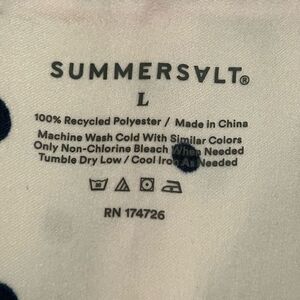 SUMMERSALT®
L
100% Recycled Polyester / Made in China
Machine Wash Cold With Similar Colors
Only Non-Chlorine Bleach When Needed
Tumble Dry Low / Cool Iron As Needed
RN 174726